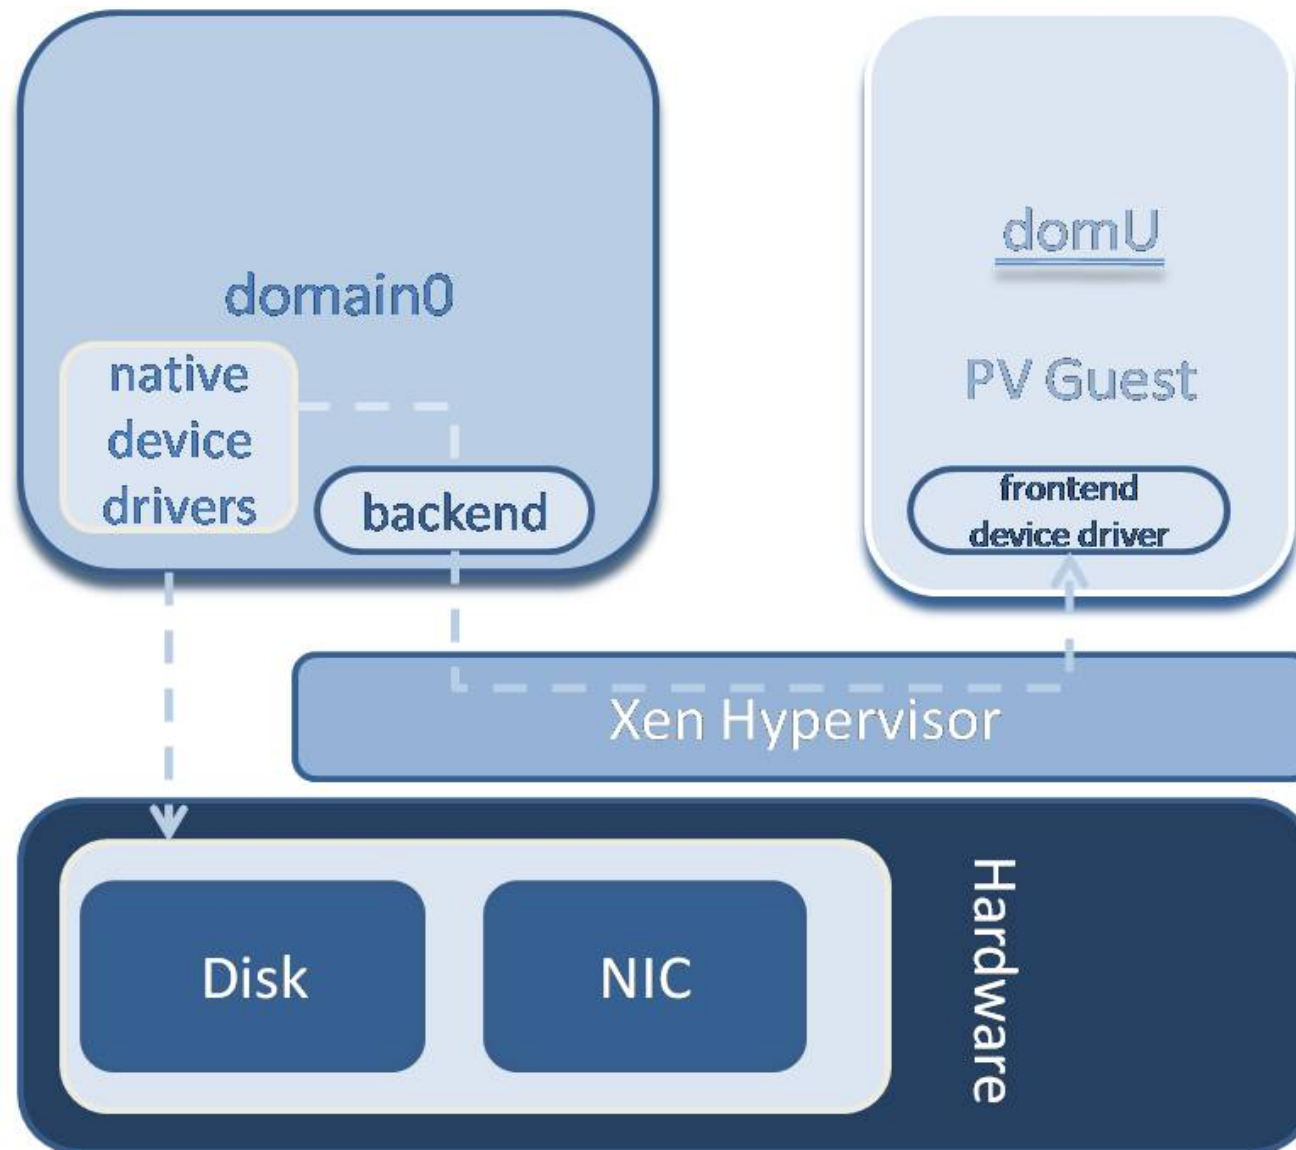 domain0
native
device
drivers
backend
domU
PV Guest
frontend
device driver
Xen Hypervisor
Disk
NIC
Hardware